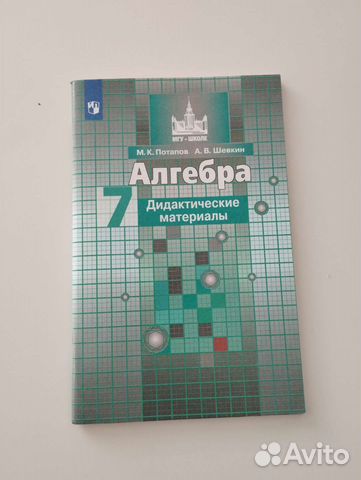 МГУ - ШКОЛЕ
М. К. Потапов, А. В. Шевкин
Алгебра
7
Дидактические
материалы
Avito